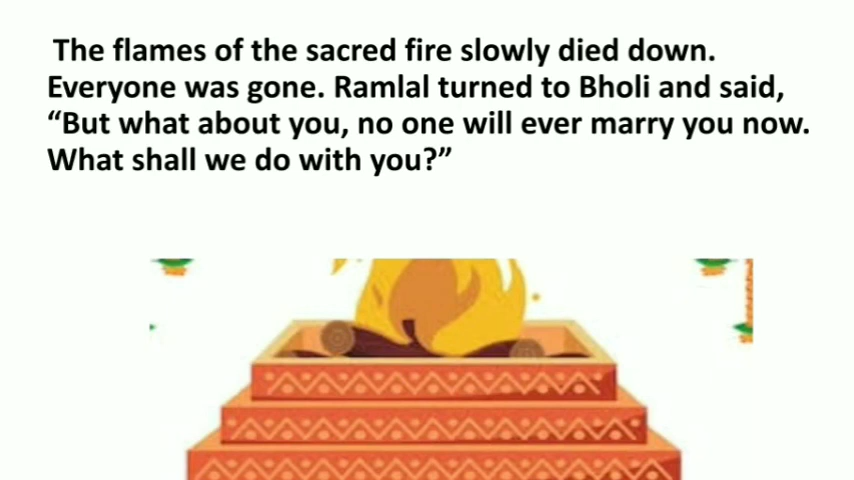 The flames of the sacred fire slowly died down.
Everyone was gone. Ramlal turned to Bholi and said,
“But what about you, no one will ever marry you now.
What shall we do with you?”